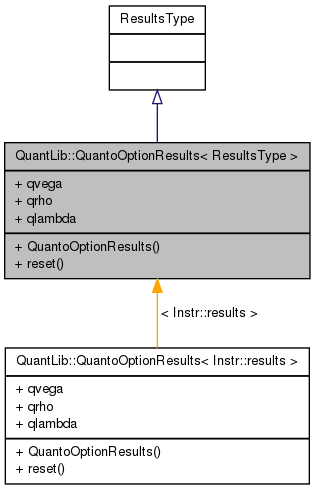 ResultsType
QuantLib::QuantoOptionResults< ResultsType >
+ qvega
+ qrho
+ qlambda
+ QuantoOptionResults()
+ reset()
< Instr::results >
QuantLib::QuantoOptionResults< Instr::results >
+ qvega
+ qrho
+ qlambda
+ QuantoOptionResults()
+ reset()